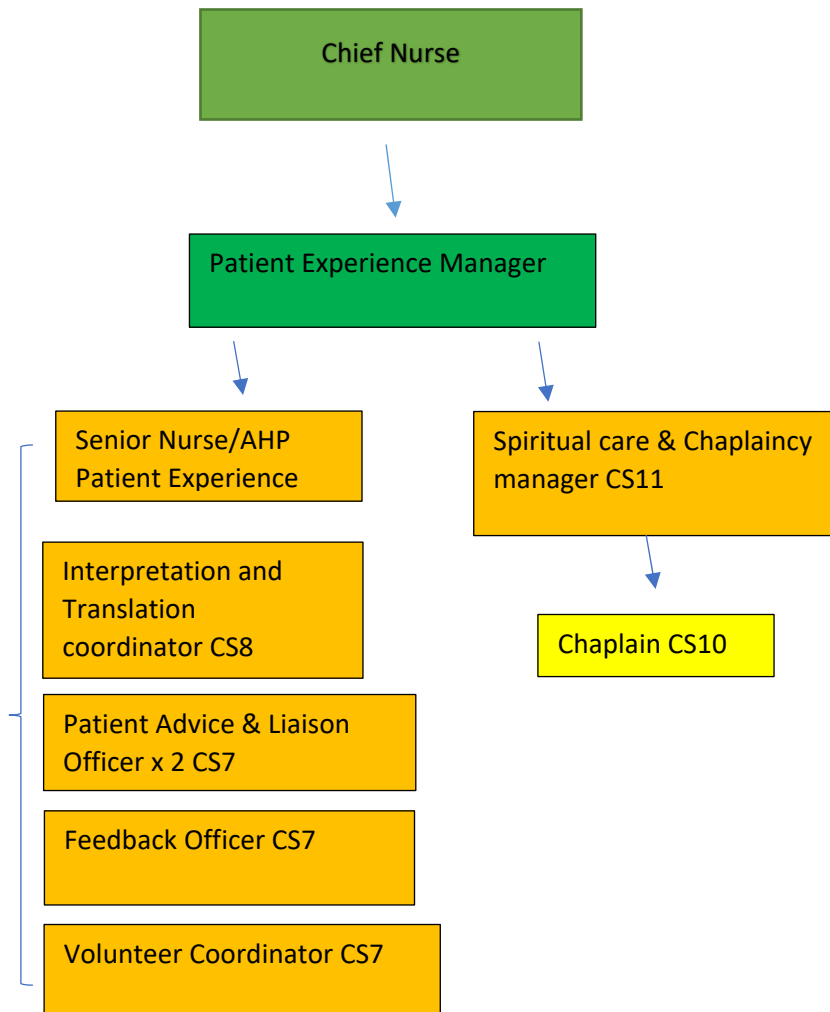 Chief Nurse
Patient Experience Manager
Senior Nurse/AHP
Patient Experience
Spiritual care & Chaplaincy
manager CS11
Interpretation and
Translation
coordinator CS8
Chaplain CS10
Patient Advice & Liaison
Officer x 2 CS7
Feedback Officer CS7
Volunteer Coordinator CS7